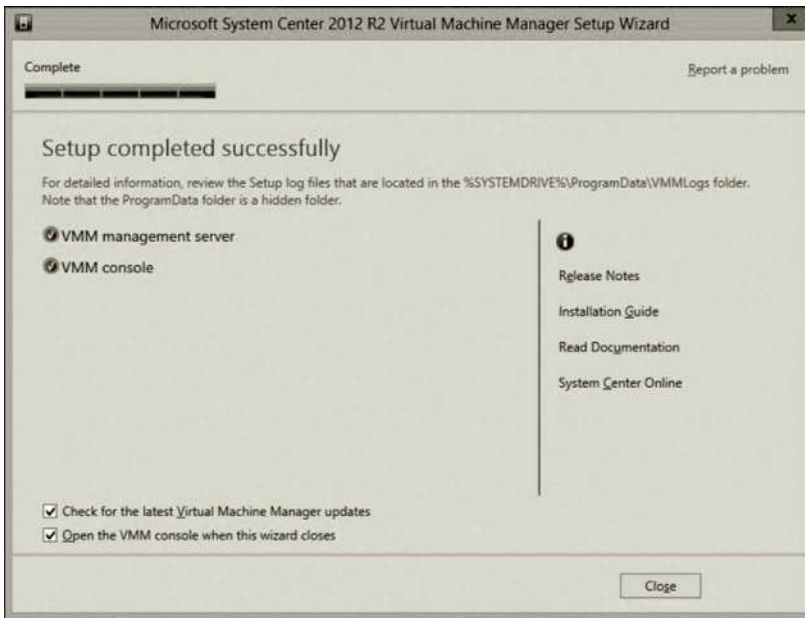 Microsoft System Center 2012 R2 Virtual Machine Manager Setup Wizard
x
Complete
Report a problem
Setup completed successfully
For detailed information, review the Setup log files that are located in the %SYSTEMDRIVE%\ProgramData\VMMLogs folder.
Note that the ProgramData folder is a hidden folder.
VMM management server
VMM console
Release Notes
Installation Guide
Read Documentation
System Center Online
Check for the latest Virtual Machine Manager updates
Open the VMM console when this wizard closes
Close